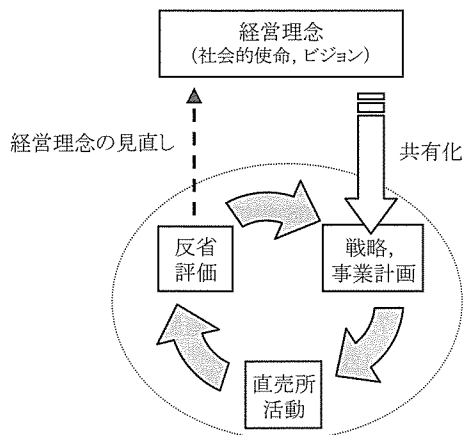 経営理念
(社会的使命, ビジョン)
経営理念の見直し
共有化
反省
評価
戦略,
事業計画
直売所
活動